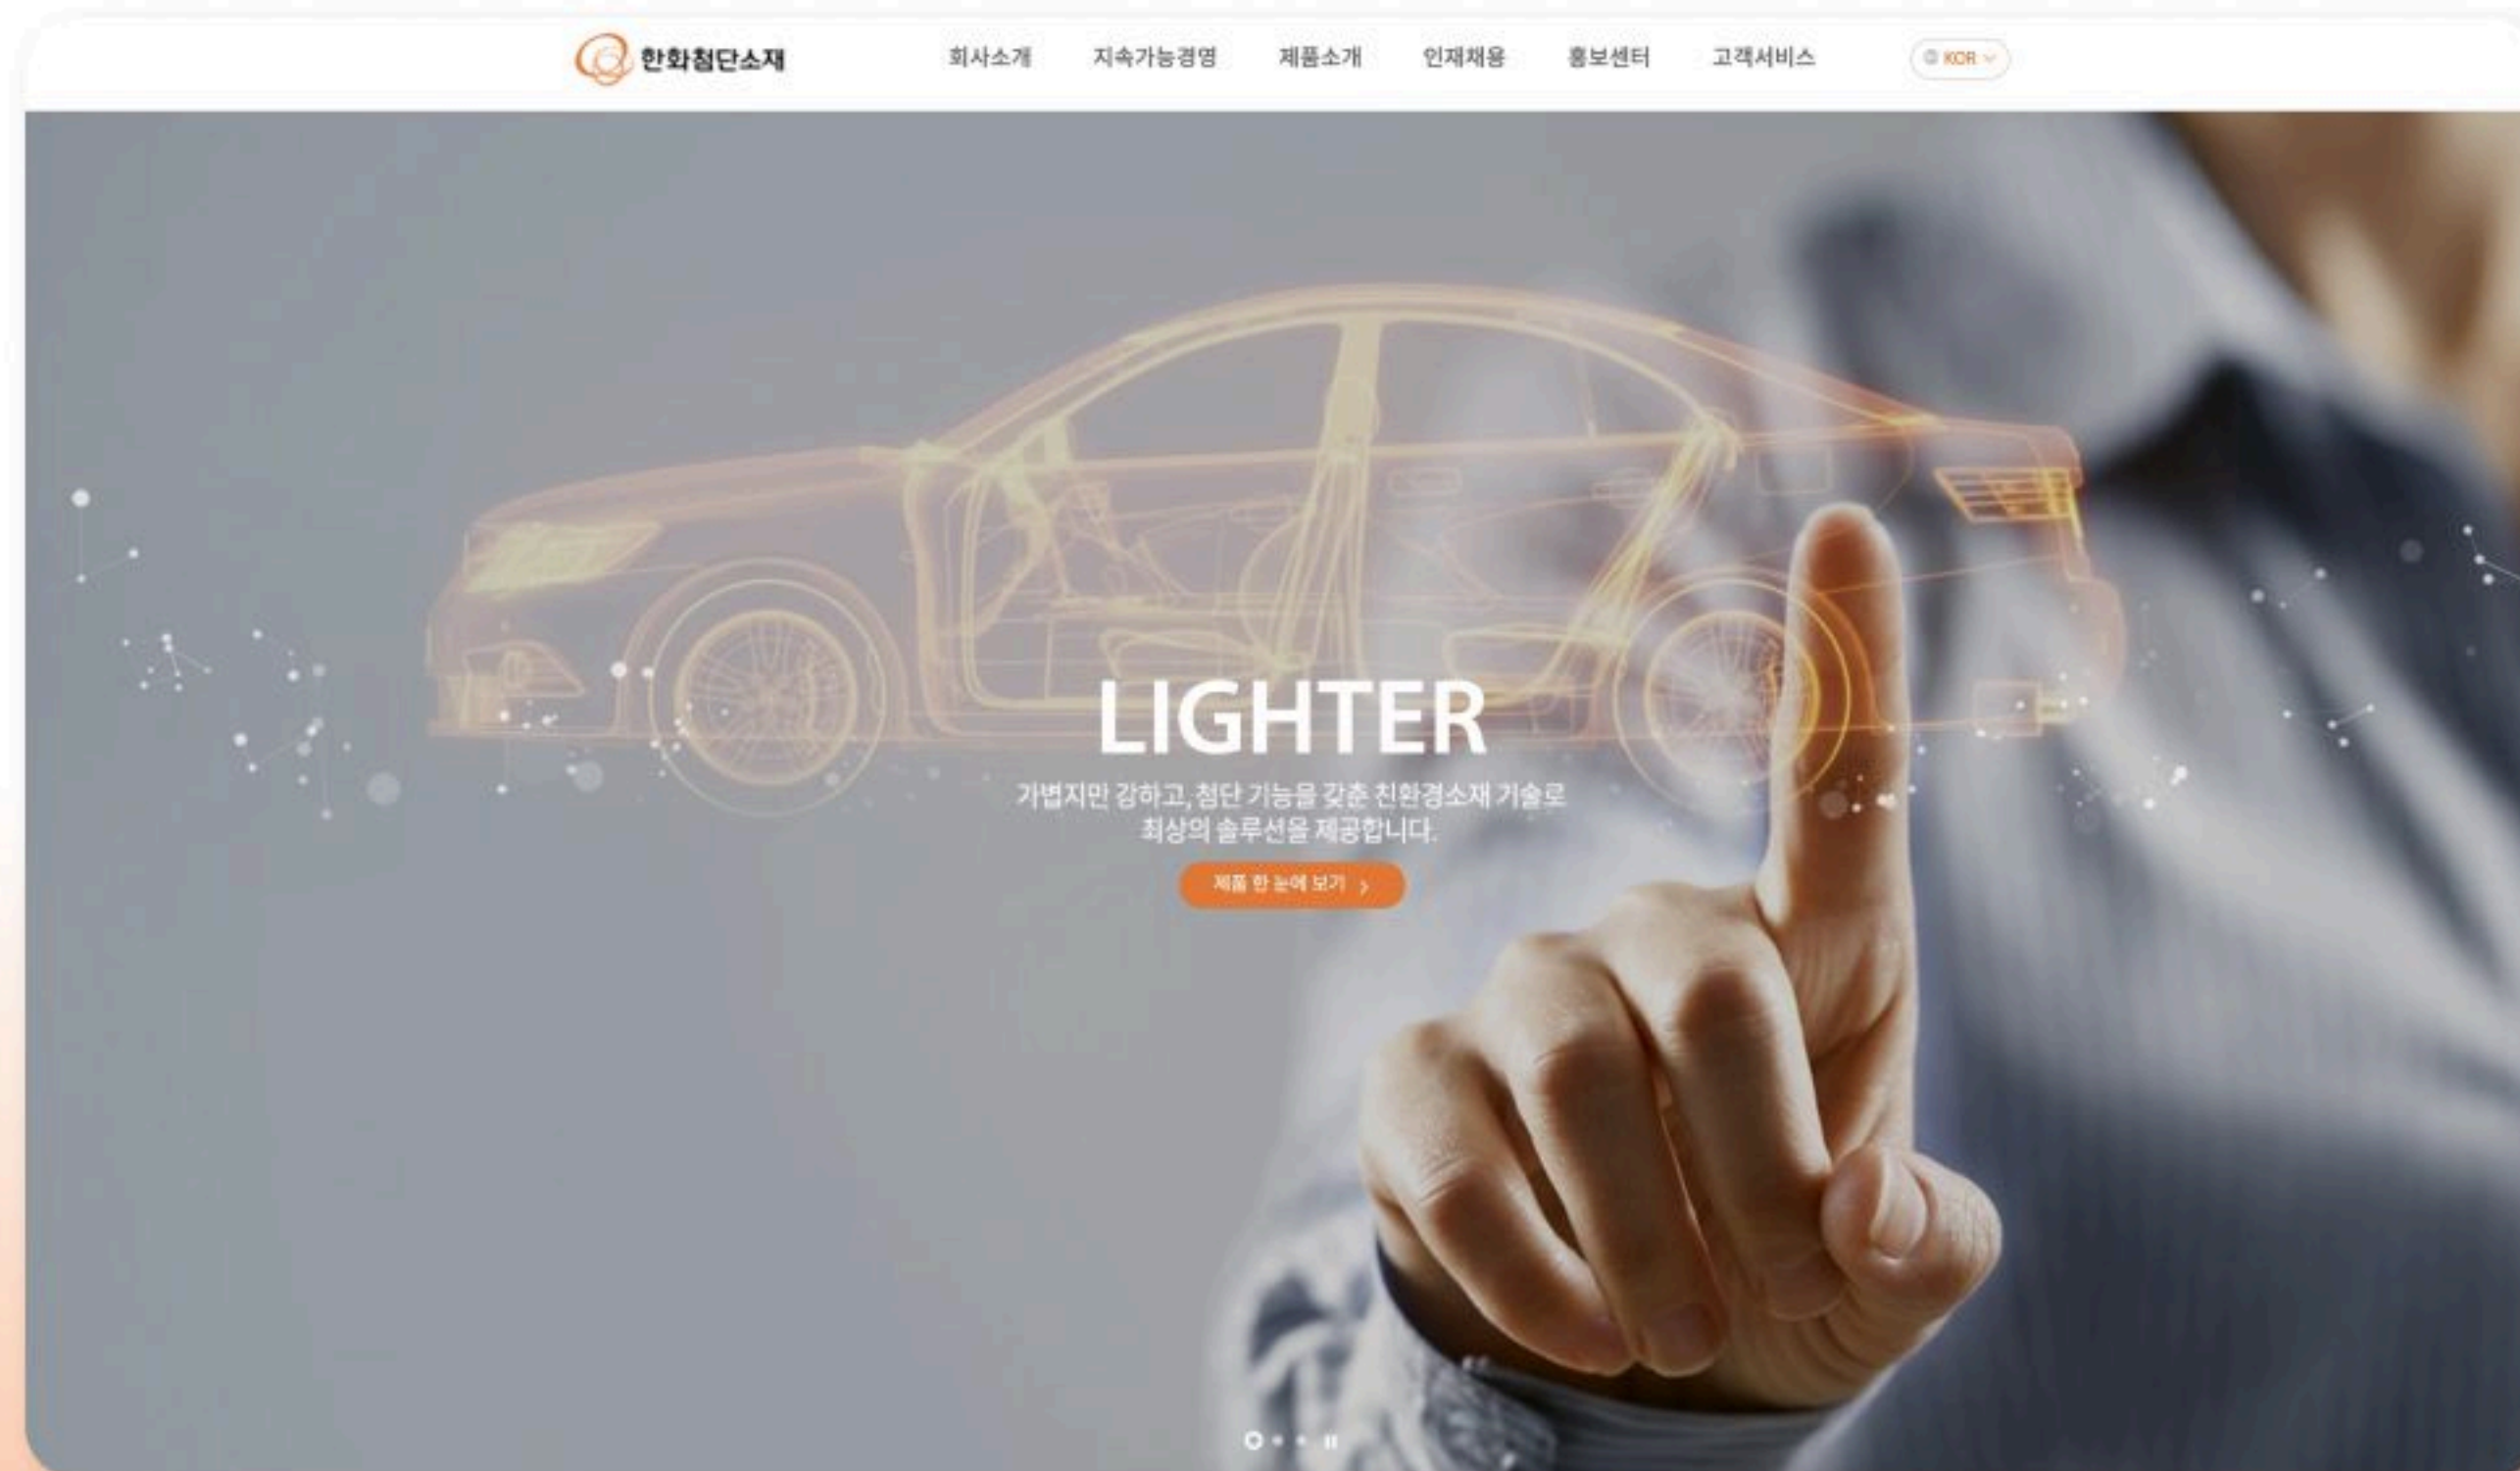 한화첨단소재
회사소개 지속가능경영 제품소개 인재채용 홍보센터 고객서비스 KOR
LIGHTER
가볍지만 강하고, 첨단 기능을 갖춘 친환경소재 기술로
최상의 솔루션을 제공합니다.
제품 한 눈에 보기